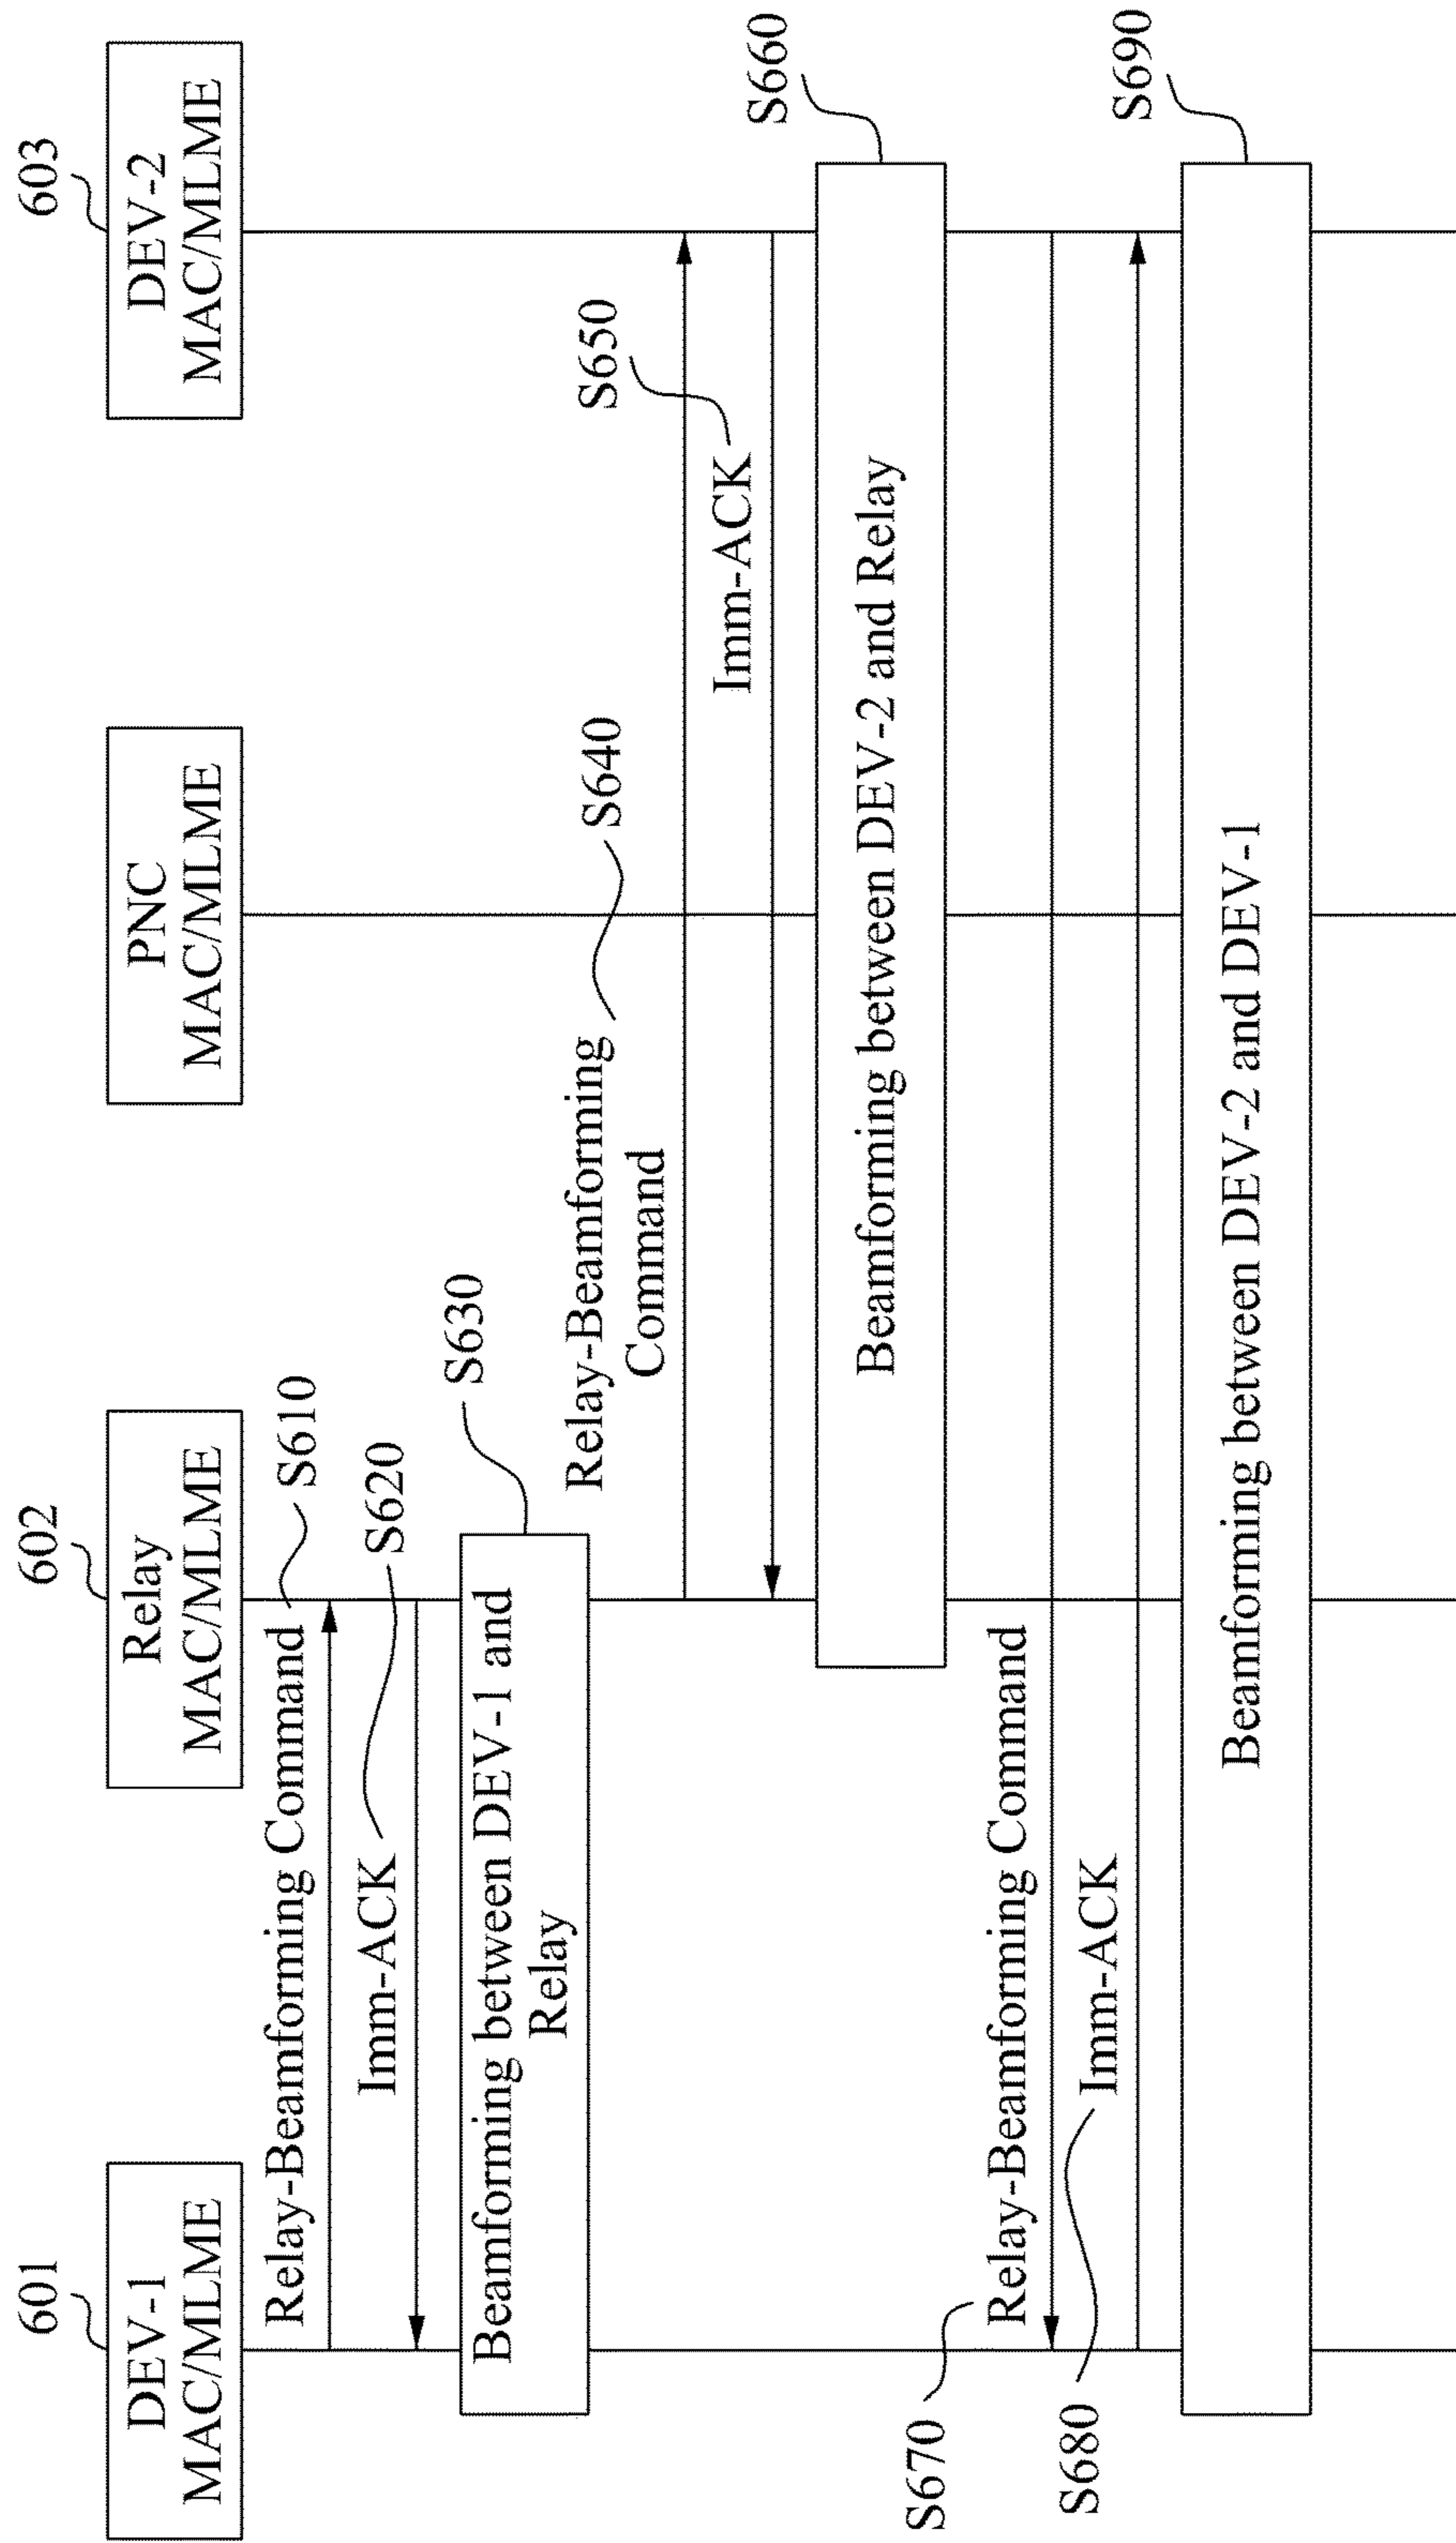 601
602
603
DEV-1
MAC/MLME
Relay
MAC/MLME
PNC
MAC/MLME
DEV-2
MAC/MLME
Relay-Beamforming Command
S610
Imm-ACK
S620
Beamforming between DEV-1 and
Relay
S630
Relay-Beamforming
Command
S640
Imm-ACK
S650
Beamforming between DEV-2 and Relay
S660
S670
Relay-Beamforming Command
S680
Imm-ACK
Beamforming between DEV-2 and DEV-1
S690